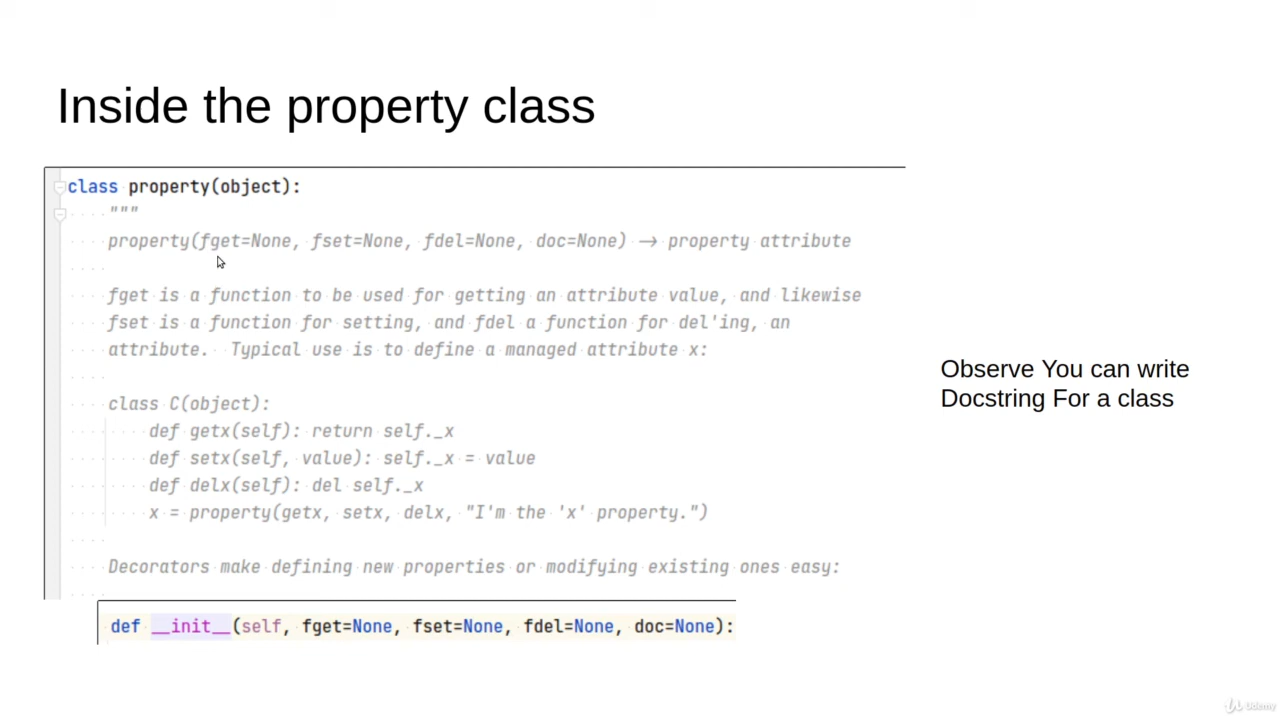 Inside the property class
class property(object):
"""
property(fget=None, fset=None, fdel=None, doc=None) -> property attribute
fget is a function to be used for getting an attribute value, and likewise
fset is a function for setting, and fdel a function for del'ing, an
attribute.  Typical use is to define a managed attribute x:
class C(object):
def getx(self): return self._x
def setx(self, value): self._x = value
def delx(self): del self._x
x = property(getx, setx, delx, "I'm the 'x' property.")
Decorators make defining new properties or modifying existing ones easy:
def __init__(self, fget=None, fset=None, fdel=None, doc=None):
Observe You can write
Docstring For a class
Udemy